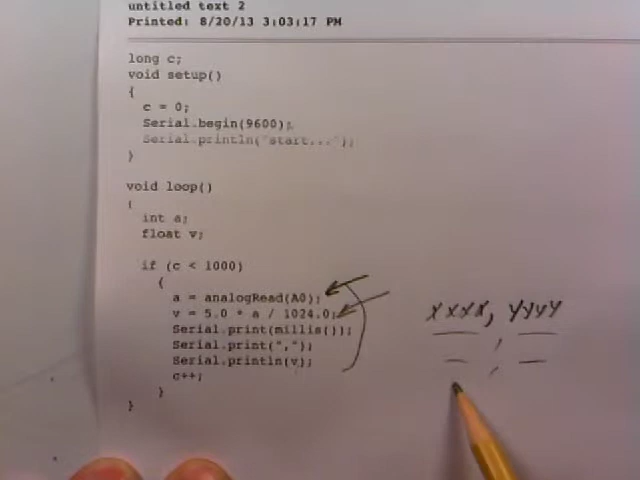 untitled text 2
Printed: 8/20/13 3:03:17 PM
long c;
void setup()
{
c = 0;
Serial.begin(9600);
Serial.println("start...");
}
void loop()
{
int a;
float v;
if (c < 1000)
{
a = analogRead(A0);
v = 5.0 * a / 1024.0;
Serial.print(millis());
Serial.print(",");
Serial.println(v);
c++;
}
}
XXXX, YYYY
,
,